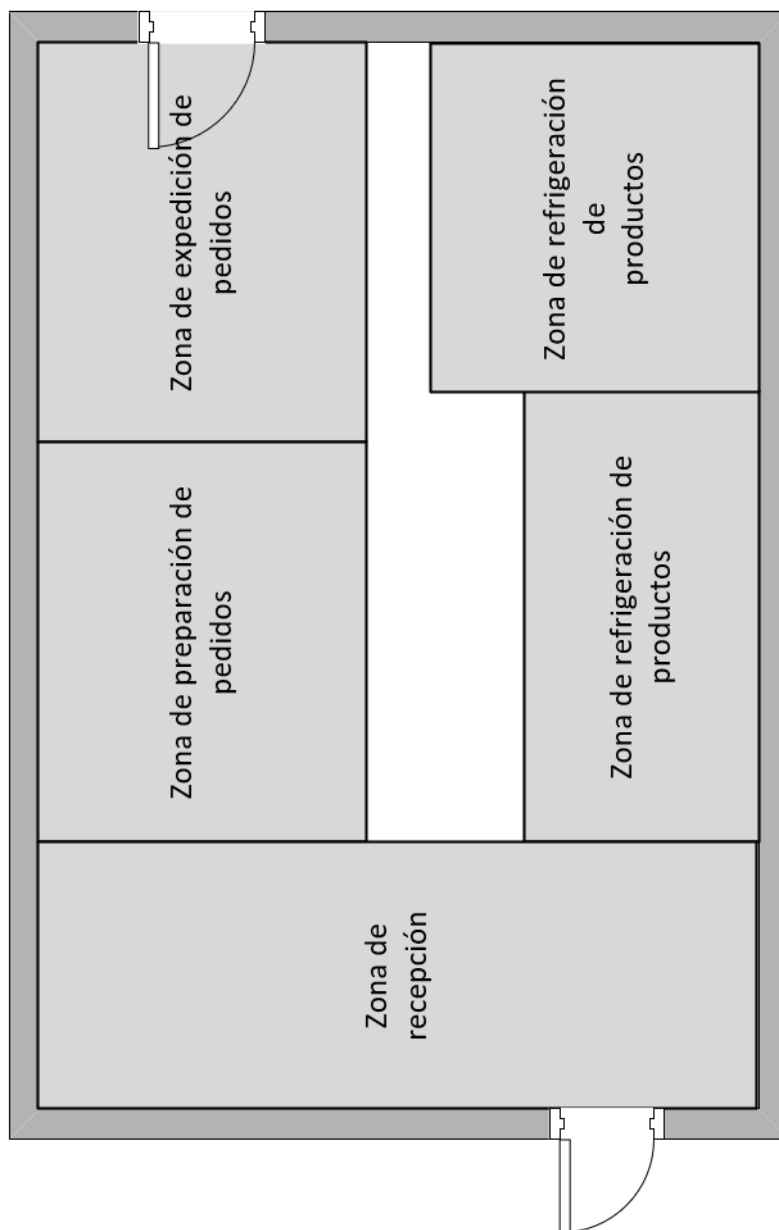 Zona de expedición de
pedidos
Zona de refrigeración
de
productos
Zona de preparación de
pedidos
Zona de refrigeración de
productos
Zona de
recepción